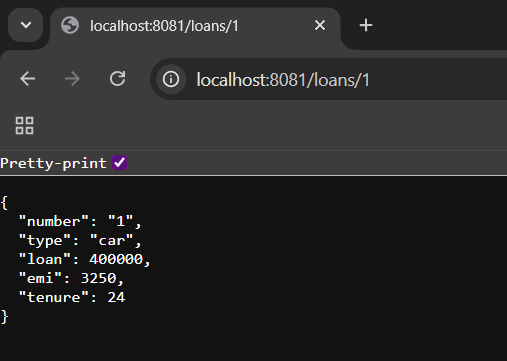 localhost:8081/loans/1
localhost:8081/loans/1
Pretty-print
{
  "number": "1",
  "type": "car",
  "loan": 400000,
  "emi": 3250,
  "tenure": 24
}